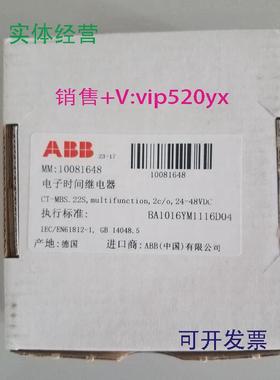 实体经营
销售+V:vip520yx
ABB
23-17
MM:10081648
10081648
电子时间继电器
CT-MBS.22S,multifunction,2c/o,24-48VDC
执行标准:
BA1016YM1116D04
IEC/EN61812-1, GB 14048.5
产地:德国
进口商:ABB(中国)有限公司
可开发票